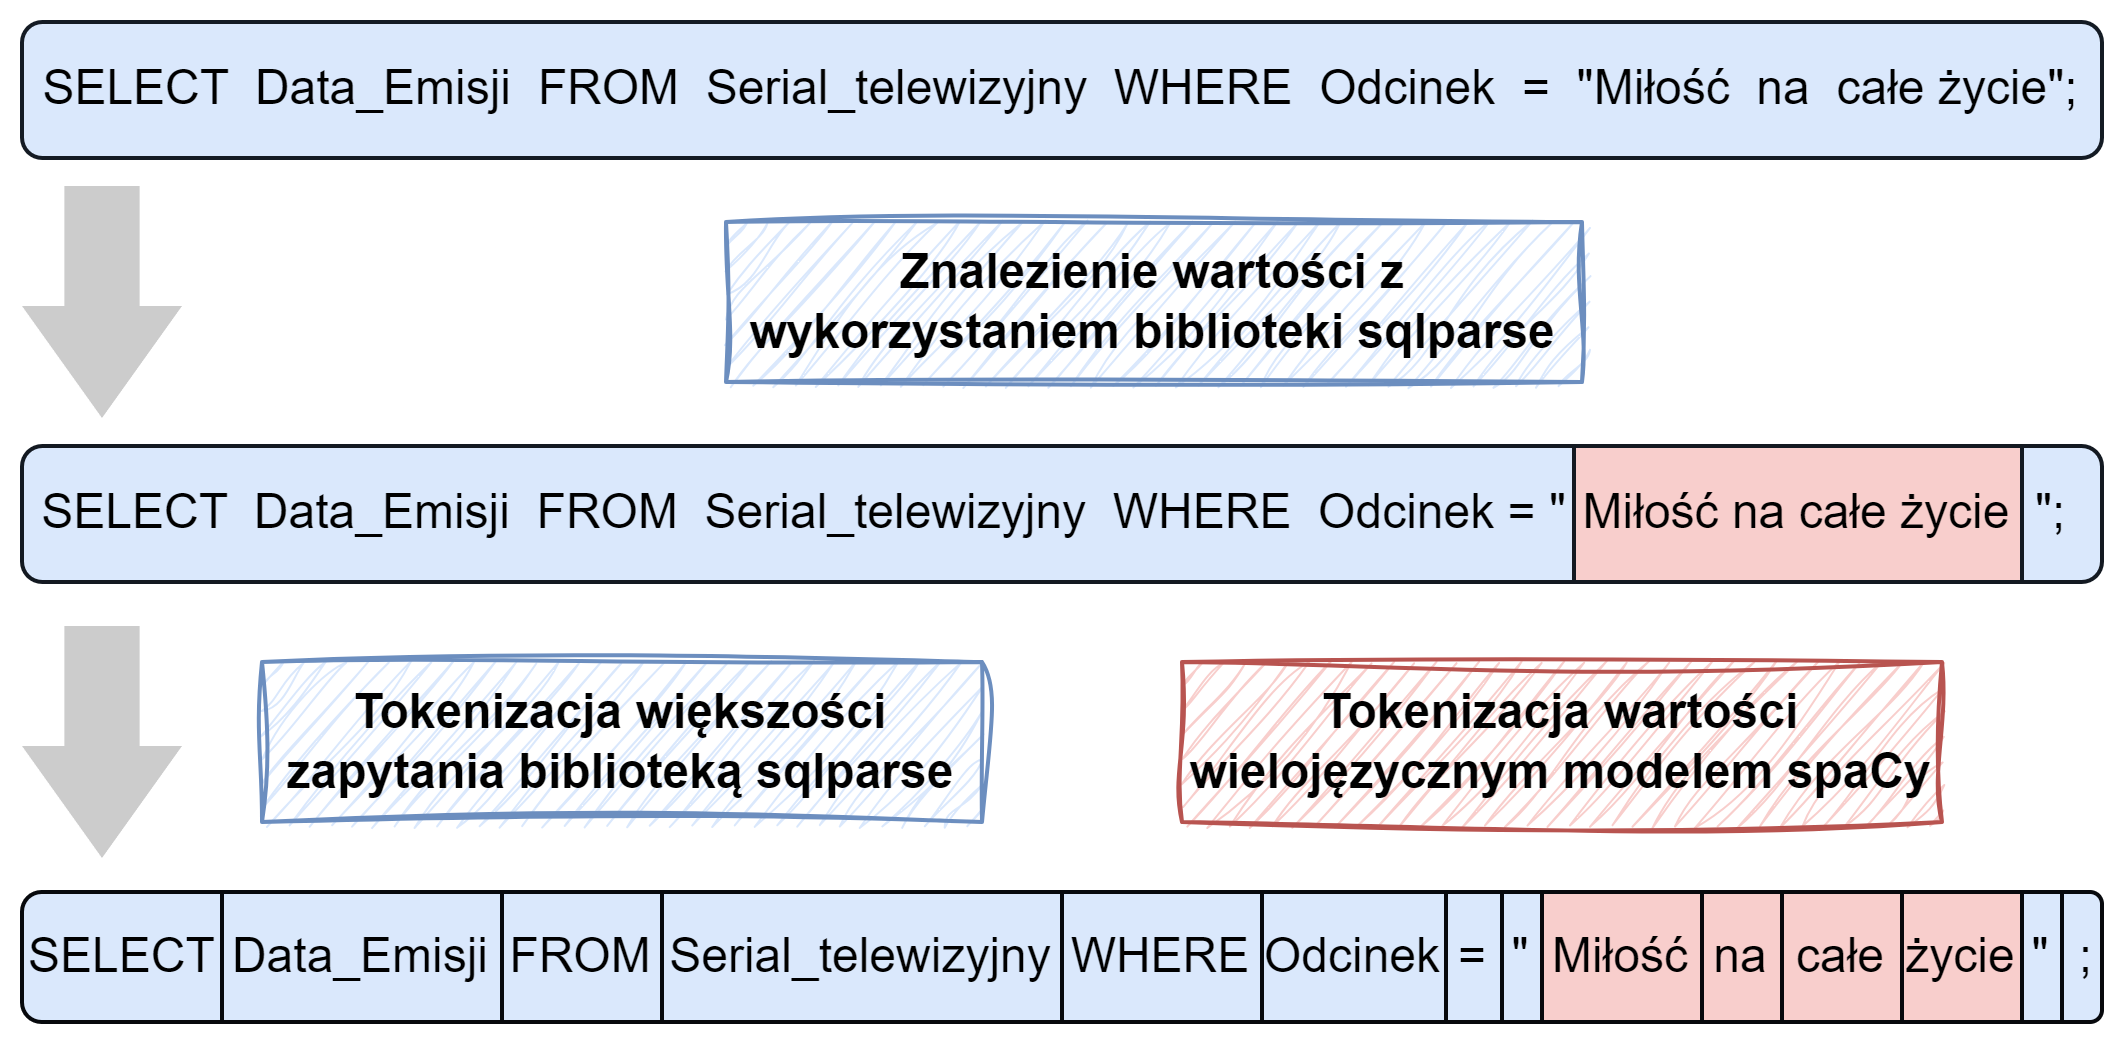 SELECT Data_Emisji FROM Serial_telewizyjny WHERE Odcinek = "Miłość na całe życie";
Znalezienie wartości z
wykorzystaniem biblioteki sqlparse
SELECT Data_Emisji FROM Serial_telewizyjny WHERE Odcinek = " Miłość na całe życie ";
Tokenizacja większości
zapytania biblioteką sqlparse
Tokenizacja wartości
wielojęzycznym modelem spaCy
SELECT Data_Emisji FROM Serial_telewizyjny WHERE Odcinek = " Miłość na całe życie " ;